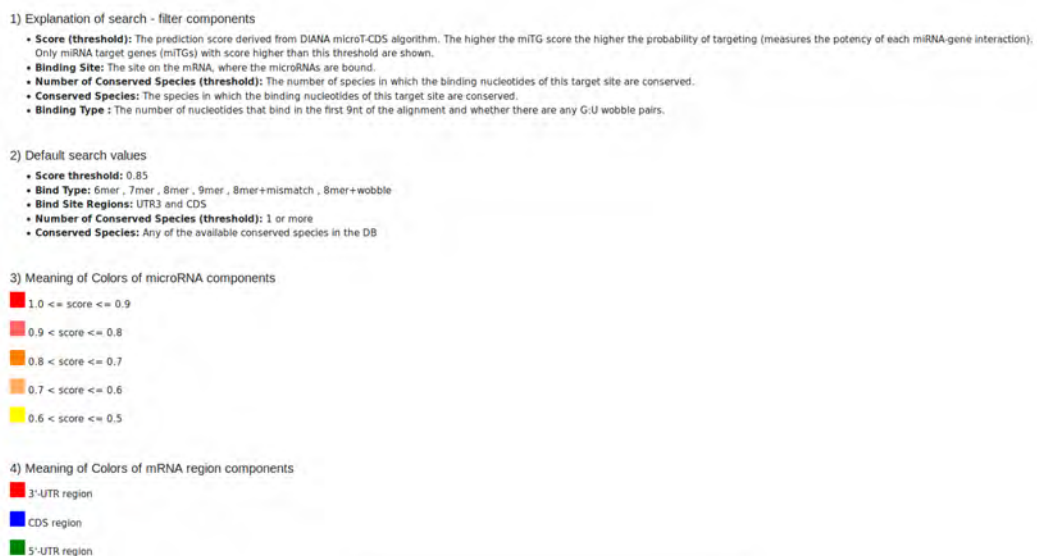 1) Explanation of search - filter components
• Score (threshold): The prediction score derived from DIANA microT-CDS algorithm. The higher the miTG score the higher the probability of targeting (measures the potency of each miRNA-gene interaction).
Only miRNA target genes (miTGs) with score higher than this threshold are shown.
• Binding Site: The site on the mRNA, where the microRNAs are bound.
• Number of Conserved Species (threshold): The number of species in which the binding nucleotides of this target site are conserved.
• Conserved Species: The species in which the binding nucleotides of this target site are conserved.
• Binding Type : The number of nucleotides that bind in the first 9nt of the alignment and whether there are any G:U wobble pairs.
2) Default search values
• Score threshold: 0.85
• Bind Type: 6mer , 7mer , 8mer , 9mer , 8mer+mismatch , 8mer+wobble
• Bind Site Regions: UTR3 and CDS
• Number of Conserved Species (threshold): 1 or more
• Conserved Species: Any of the available conserved species in the DB
3) Meaning of Colors of microRNA components
1.0 <= score <= 0.9
0.9 < score <= 0.8
0.8 < score <= 0.7
0.7 < score <= 0.6
0.6 < score <= 0.5
4) Meaning of Colors of mRNA region components
3'-UTR region
CDS region
5'-UTR region